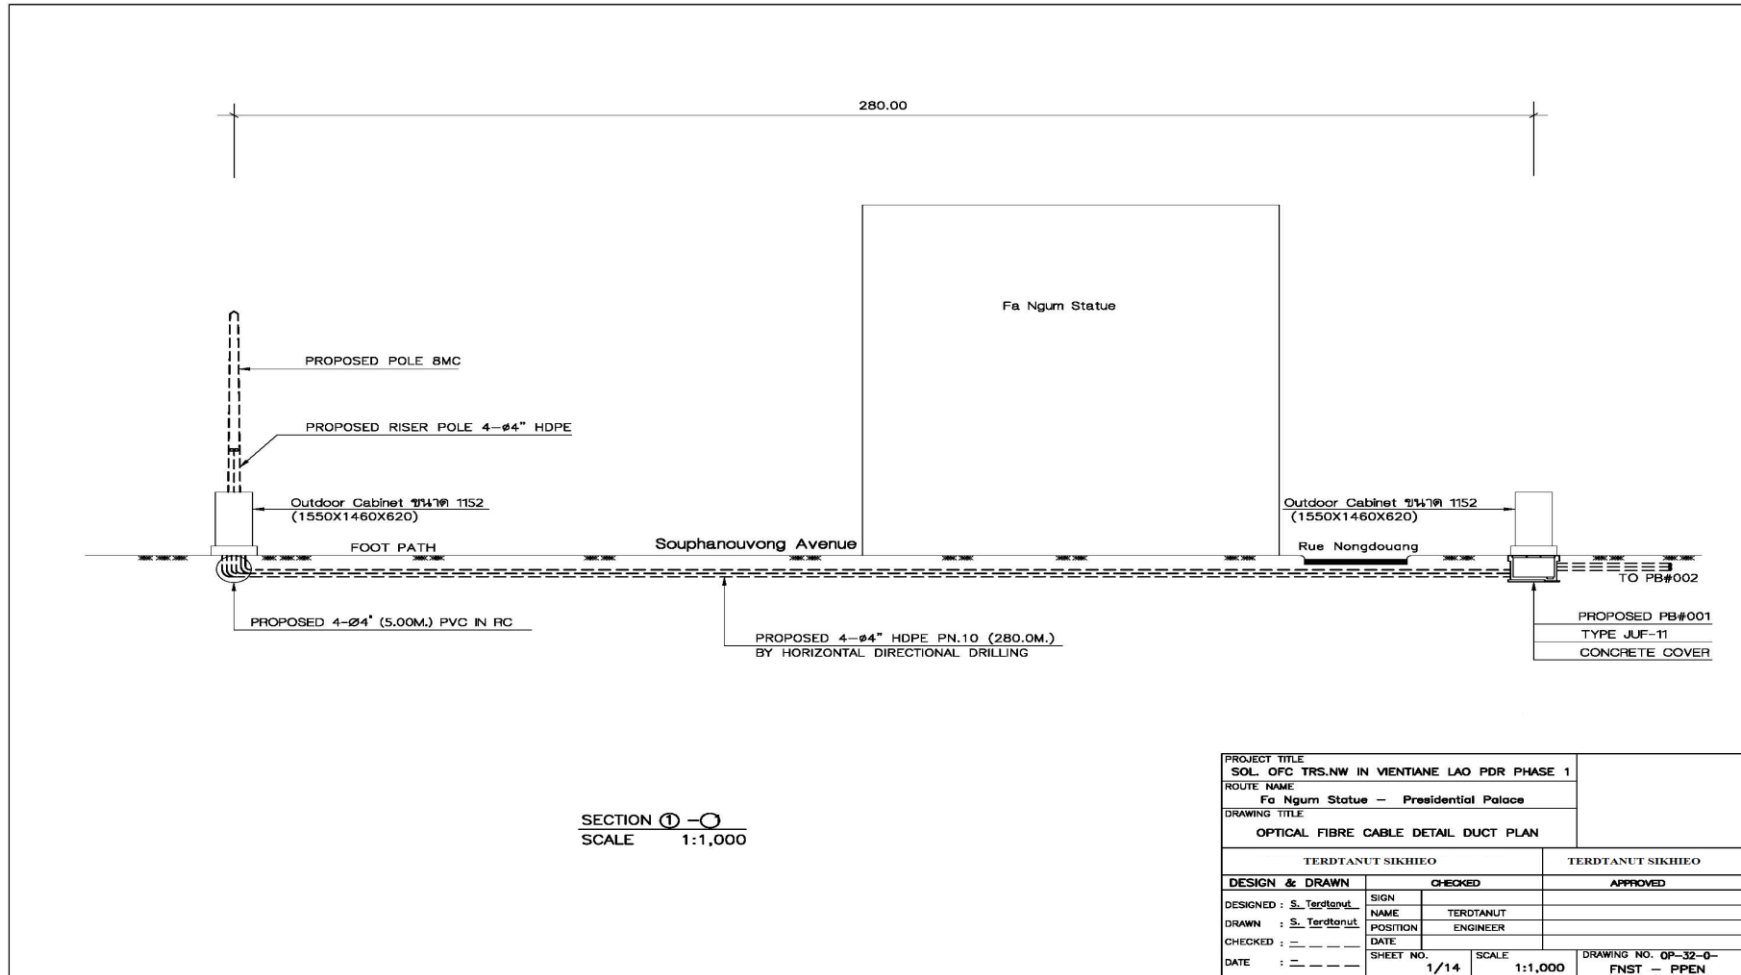 280.00
Fa Ngum Statue
PROPOSED POLE 8MC
PROPOSED RISER POLE 4-ø4" HDPE
Outdoor Cabinet ขนาด 1152
(1550X1460X620)
Outdoor Cabinet ขนาด 1152
(1550X1460X620)
FOOT PATH
Souphanouvong Avenue
Rue Nongdouang
TO PB#002
PROPOSED 4-Ø4" (5.00M.) PVC IN RC
PROPOSED 4-ø4" HDPE PN.10 (280.0M.)
BY HORIZONTAL DIRECTIONAL DRILLING
PROPOSED PB#001
TYPE JUF-11
CONCRETE COVER
SECTION ① -
SCALE 1:1,000
PROJECT TITLE
SOL. OFC TRS.NW IN VIENTIANE LAO PDR PHASE 1
ROUTE NAME
Fa Ngum Statue - Presidential Palace
DRAWING TITLE
OPTICAL FIBRE CABLE DETAIL DUCT PLAN
TERDTANUT SIKHIEO
TERDTANUT SIKHIEO
DESIGN & DRAWN
CHECKED
APPROVED
DESIGNED : S. Terdtanut
DRAWN : S. Terdtanut
CHECKED : -
DATE : -
SIGN
NAME TERDTANUT
POSITION ENGINEER
DATE
SHEET NO.
1/14
SCALE
1:1,000
DRAWING NO. OP-32-0-
FNST - PPEN